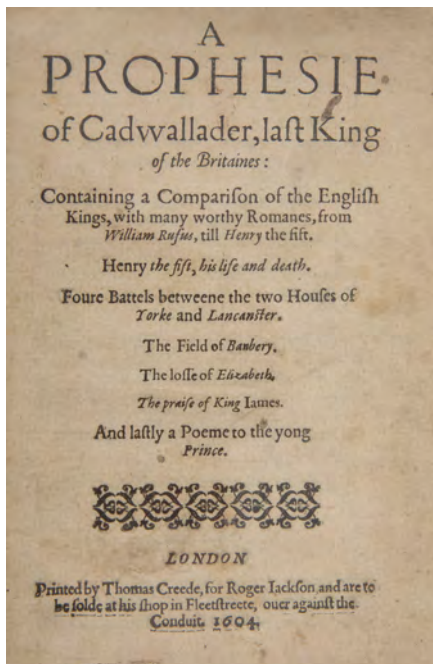 A
PROPHESIE
of Cadwallader, laſt King
of the Britaines:
Containing a Compariſon of the Engliſh
Kings, with many worthy Romanes, from
William Rufus, till Henry the fift.
Henry the fift, his life and death.
Foure Battels betweene the two Houſes of
Yorke and Lancaſter.
The Field of Banbery.
The loſſe of Elizabeth.
The praiſe of King Iames.
And laſtly a Poeme to the yong
Prince.
LONDON
Printed by Thomas Creede, for Roger Iackſon, and are to
be ſolde at his ſhop in Fleetſtreete, ouer againſt the
Conduit. 1604.